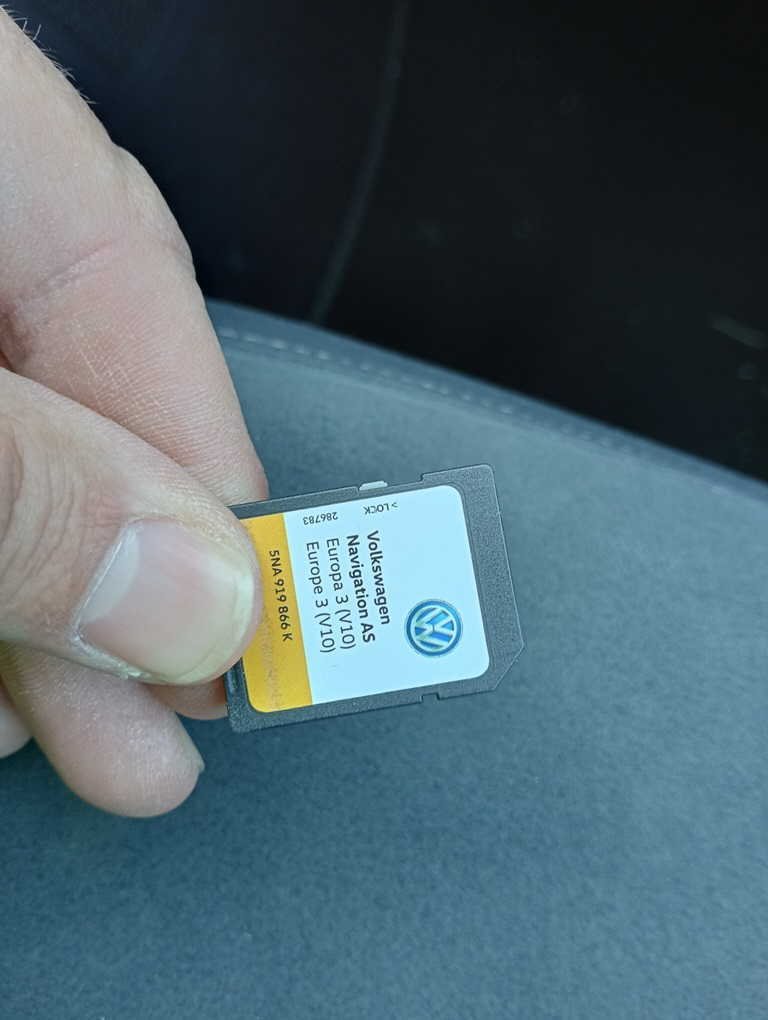 >LOCK
286783
Volkswagen
Navigation AS
Europa 3 (V10)
Europe 3 (V10)
5NA 919 866 K